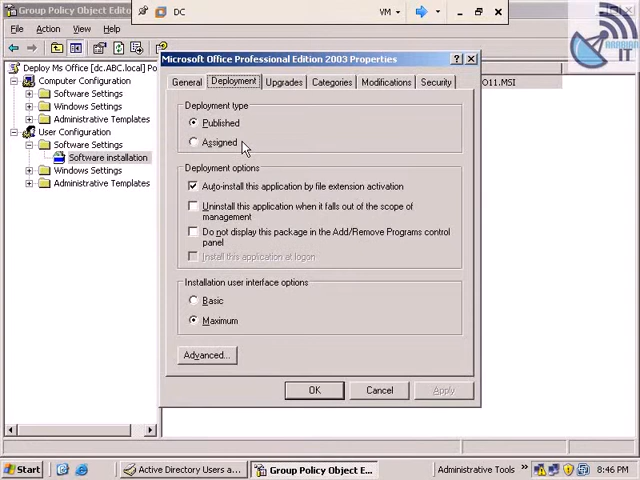 Group Policy Object Editor
DC
VM
File Action View Help
ARABIAN
IT
Deploy Ms Office [dc.ABC.local] Po
Computer Configuration
Software Settings
Windows Settings
Administrative Templates
User Configuration
Software Settings
Software installation
Windows Settings
Administrative Templates
O11.MSI
Microsoft Office Professional Edition 2003 Properties
General Deployment Upgrades Categories Modifications Security
Deployment type
Published
Assigned
Deployment options
Auto-install this application by file extension activation
Uninstall this application when it falls out of the scope of
management
Do not display this package in the Add/Remove Programs control
panel
Install this application at logon
Installation user interface options
Basic
Maximum
Advanced...
OK Cancel Apply
Start Active Directory Users a... Group Policy Object E... Administrative Tools » 8:46 PM